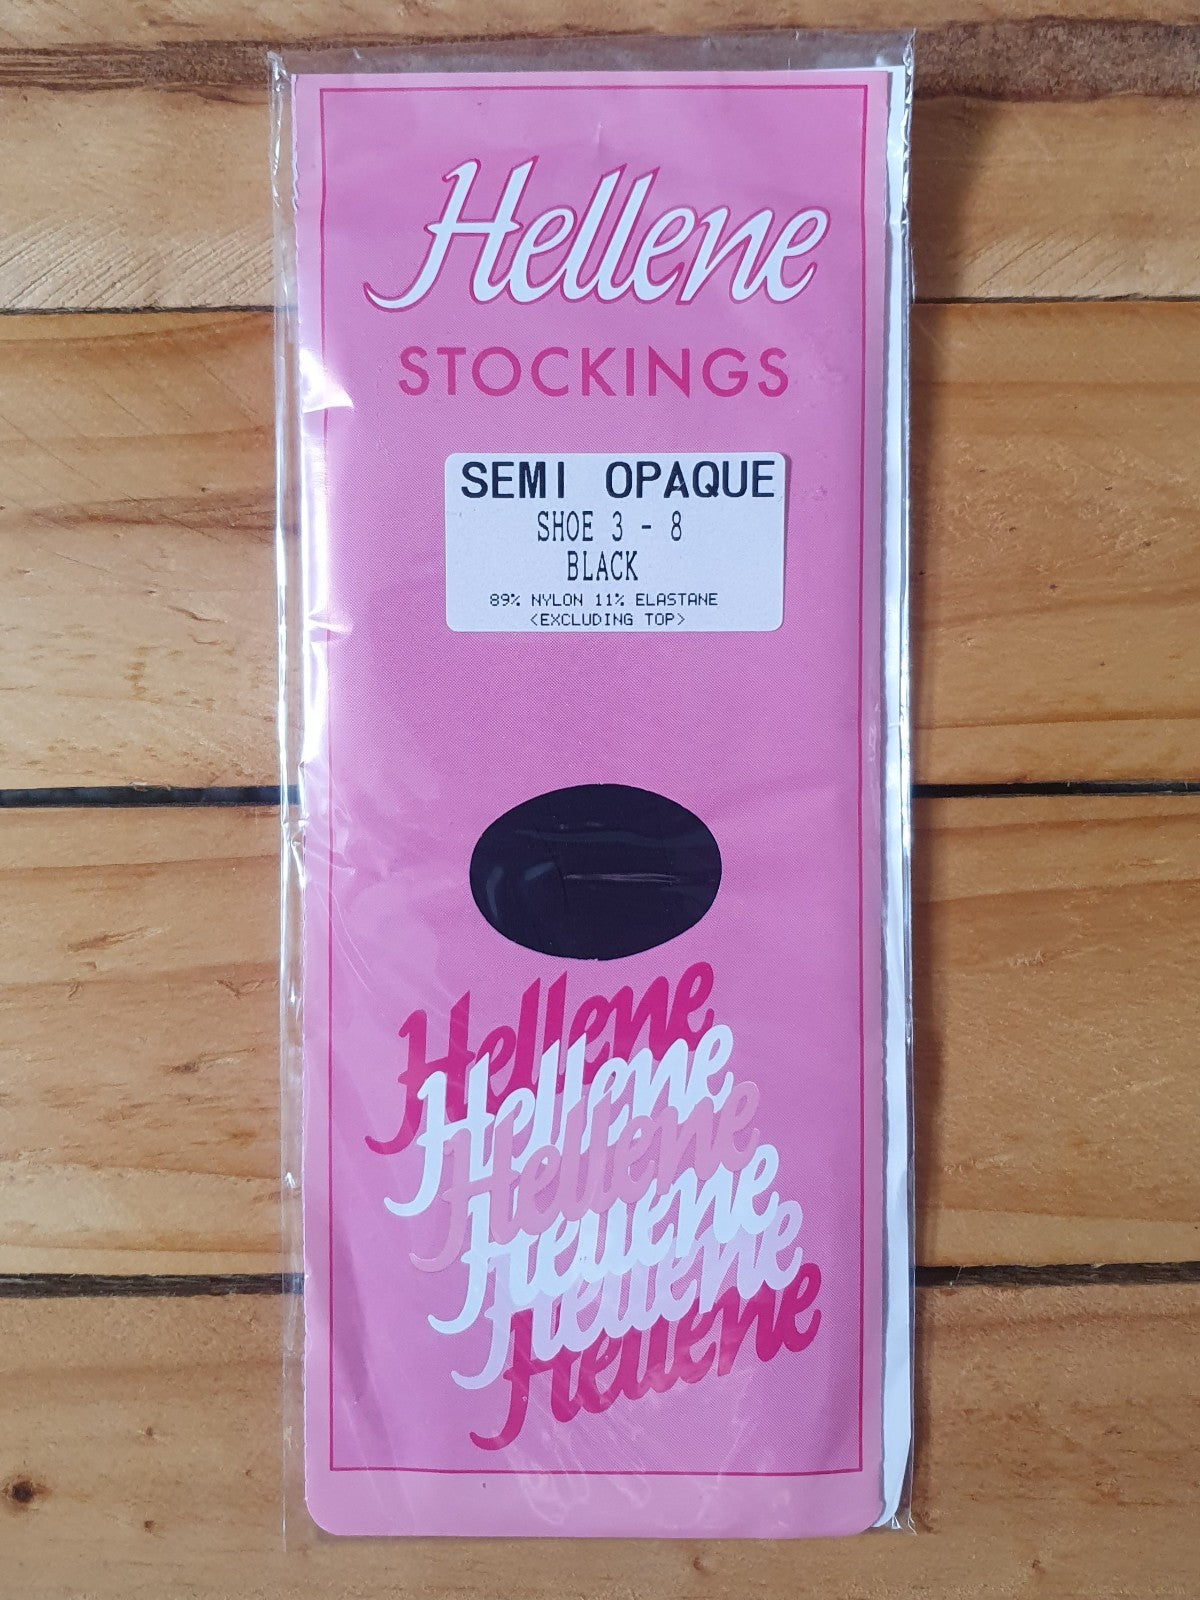 Hellene
STOCKINGS
SEMI OPAQUE
SHOE 3 - 8
BLACK
89% NYLON 11% ELASTANE
<EXCLUDING TOP>
Hellene
Hellene
Hellene
Hellene
Hellene
Hellene